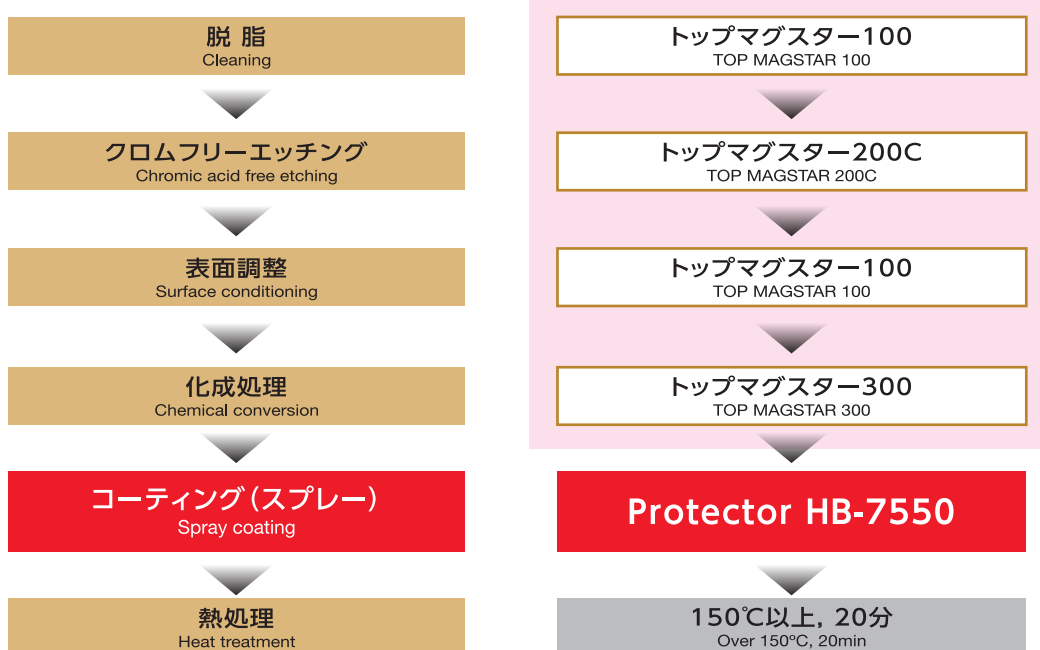 脱 脂
Cleaning
トップマグスター100
TOP MAGSTAR 100
クロムフリーエッチング
Chromic acid free etching
トップマグスター200C
TOP MAGSTAR 200C
表面調整
Surface conditioning
トップマグスター100
TOP MAGSTAR 100
化成処理
Chemical conversion
トップマグスター300
TOP MAGSTAR 300
コーティング(スプレー)
Spray coating
Protector HB-7550
熱処理
Heat treatment
150℃以上, 20分
Over 150ºC, 20min